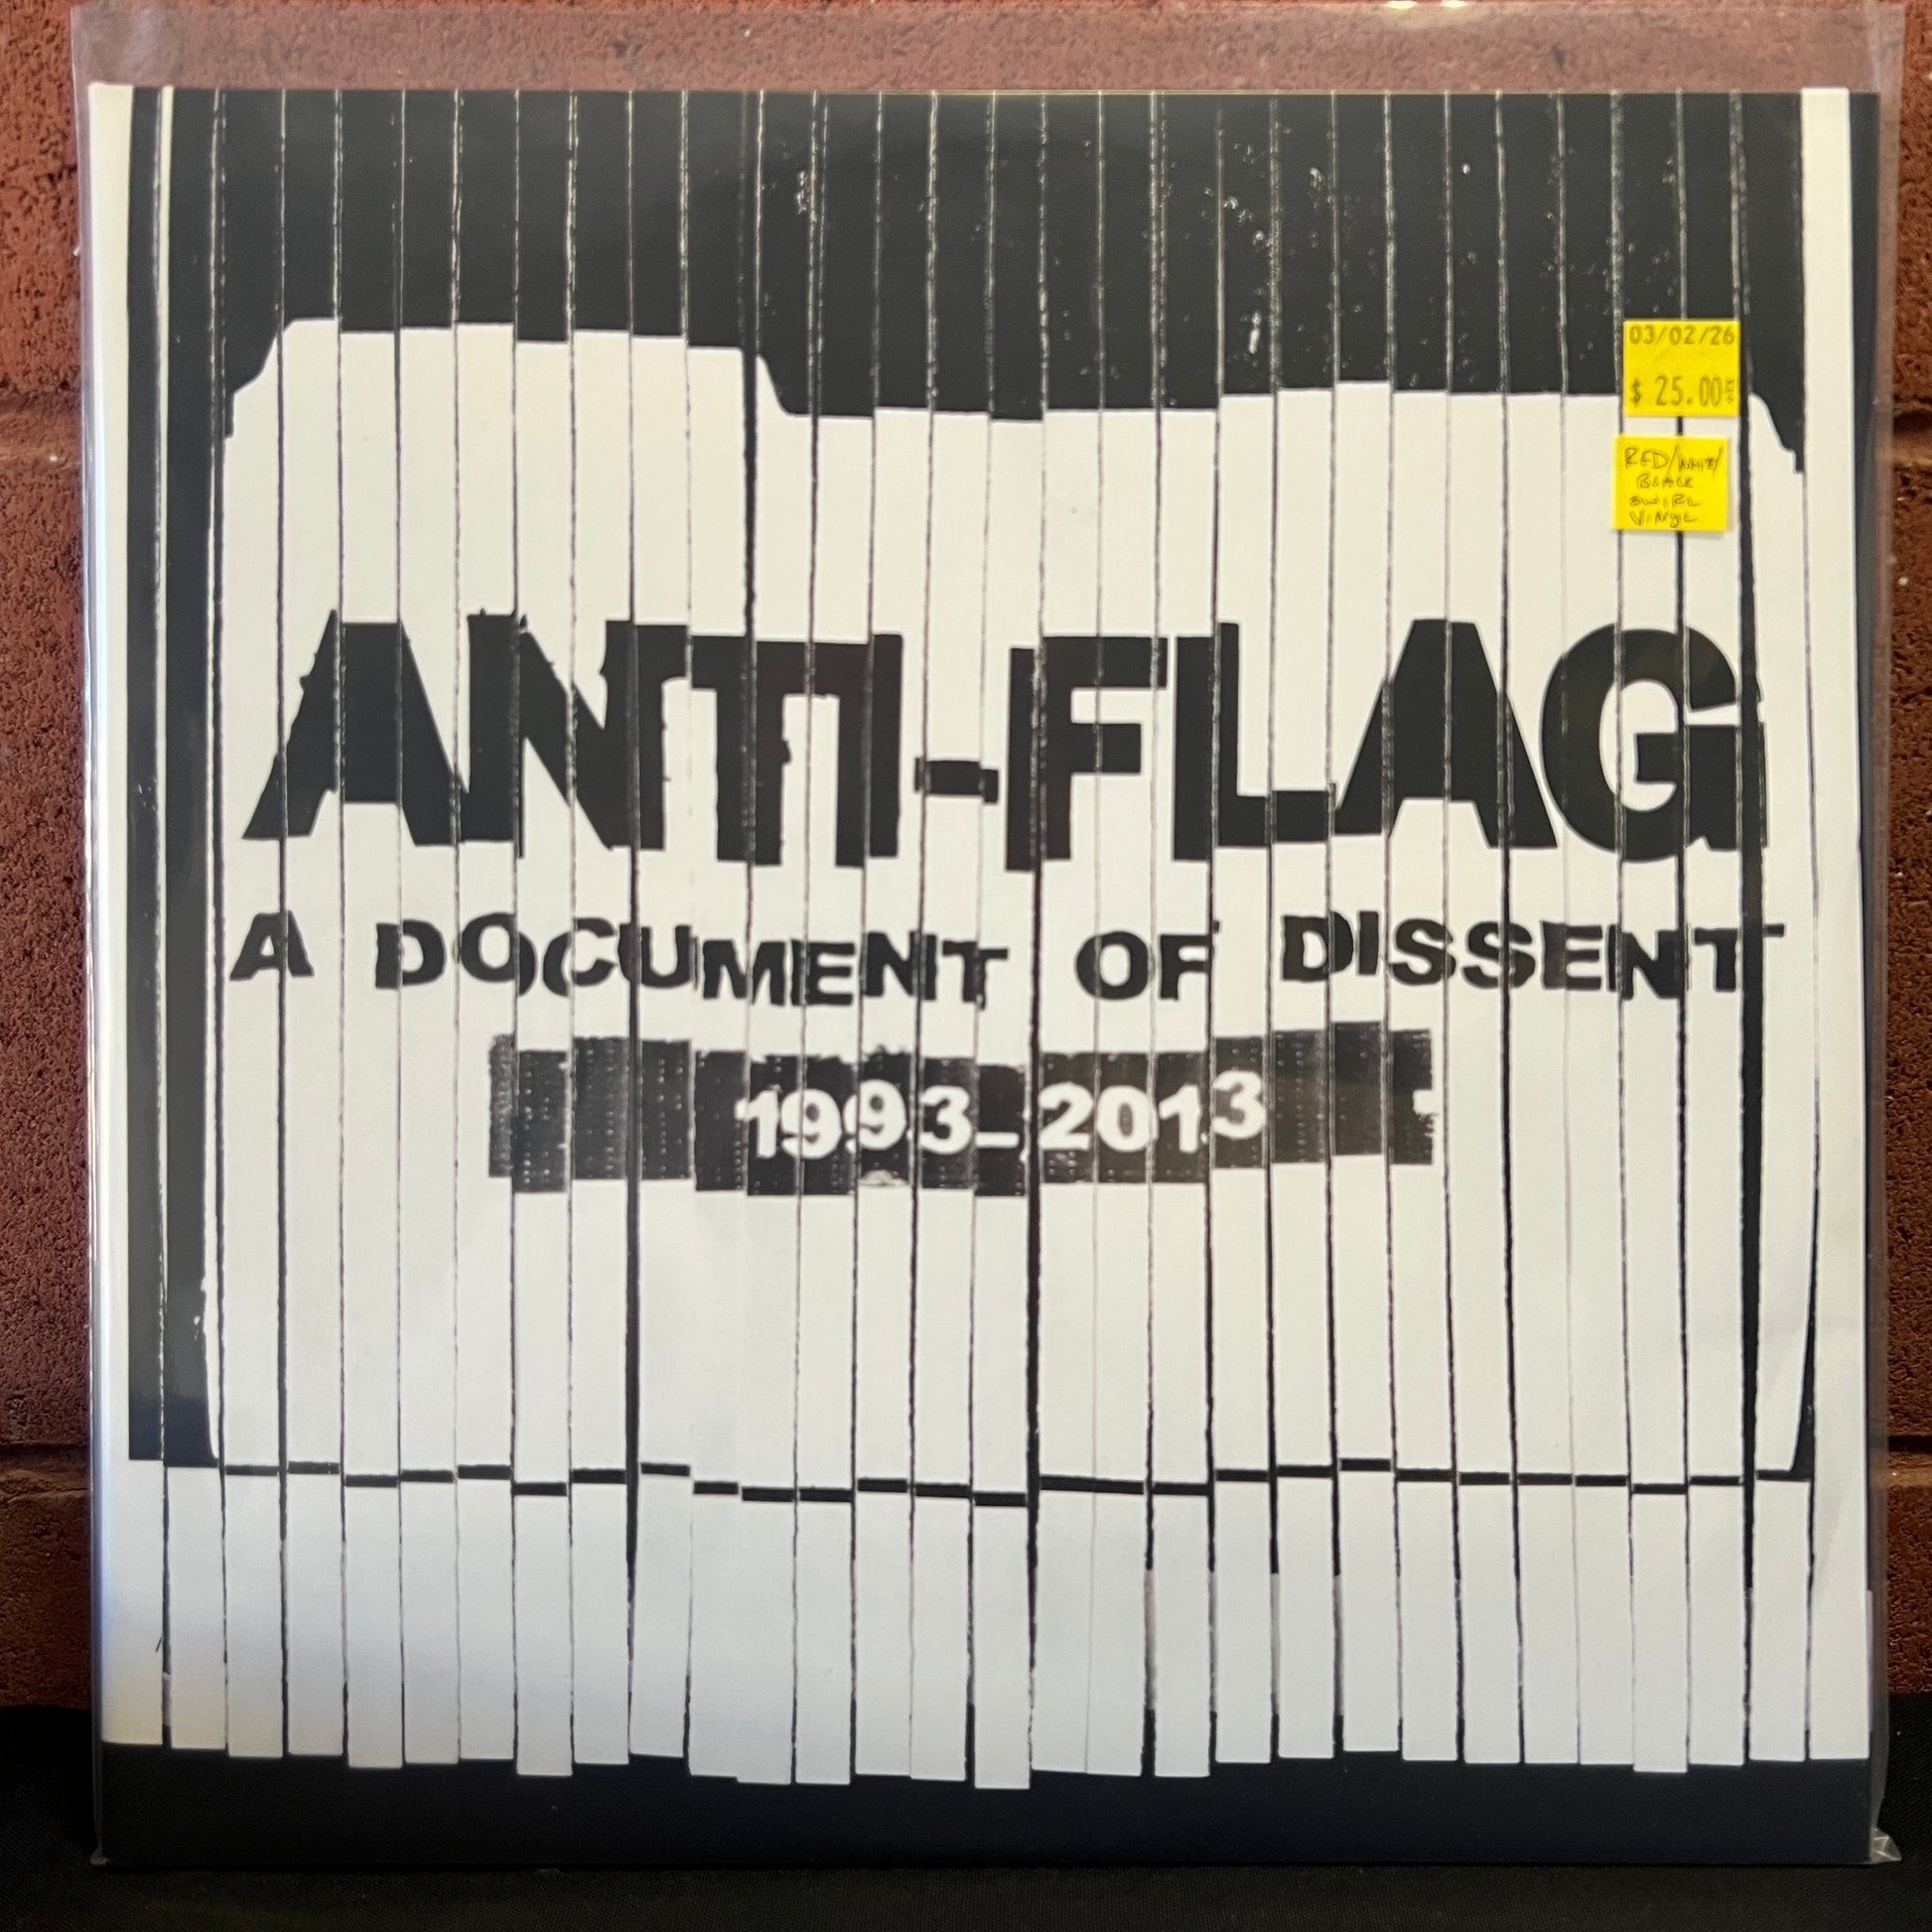 03/02/26
$ 25.00
RED/WHITE/
BLACK
SWIRL
VINYL
ANTI-FLAG
A DOCUMENT OF DISSENT
1993-2013